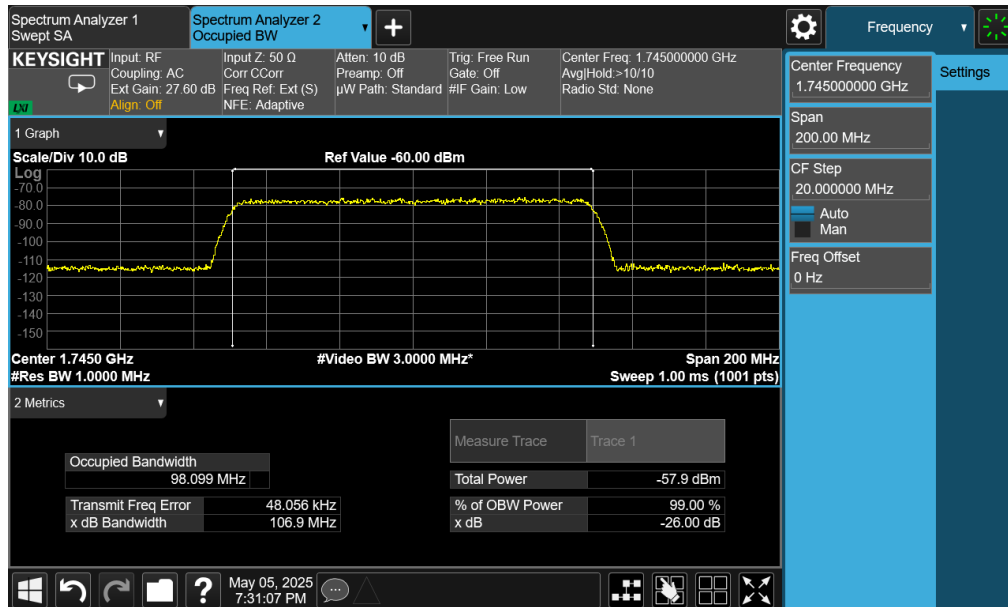 Spectrum Analyzer 1
Swept SA
Spectrum Analyzer 2
Occupied BW
Frequency
KEYSIGHT
LXI
Input: RF
Coupling: AC
Ext Gain: 27.60 dB
Align: Off
Input Z: 50 Ω
Corr CCorr
Freq Ref: Ext (S)
NFE: Adaptive
Atten: 10 dB
Preamp: Off
µW Path: Standard
Trig: Free Run
Gate: Off
#IF Gain: Low
Center Freq: 1.745000000 GHz
Avg|Hold:>10/10
Radio Std: None
Center Frequency
1.745000000 GHz
Settings
Span
200.00 MHz
CF Step
20.000000 MHz
Auto
Man
Freq Offset
0 Hz
1 Graph
Scale/Div 10.0 dB
Ref Value -60.00 dBm
Log
-70.0
-80.0
-90.0
-100
-110
-120
-130
-140
-150
Center 1.7450 GHz
#Video BW 3.0000 MHz*
Span 200 MHz
#Res BW 1.0000 MHz
Sweep 1.00 ms (1001 pts)
2 Metrics
Measure Trace
Trace 1
Occupied Bandwidth
98.099 MHz
Total Power
-57.9 dBm
Transmit Freq Error
48.056 kHz
% of OBW Power
99.00 %
x dB Bandwidth
106.9 MHz
x dB
-26.00 dB
?
May 05, 2025
7:31:07 PM